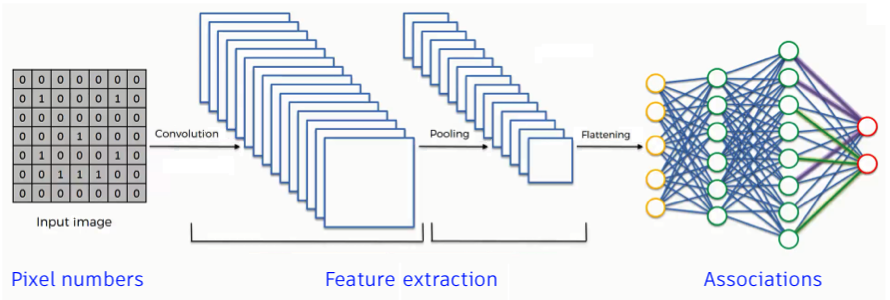 0 0 0 0 0 0 0
0 1 0 0 0 1 0
0 0 0 0 0 0 0
0 0 0 1 0 0 0
0 1 0 0 0 1 0
0 0 1 1 1 0 0
0 0 0 0 0 0 0
Input image
Convolution
Pooling
Flattening
Pixel numbers
Feature extraction
Associations